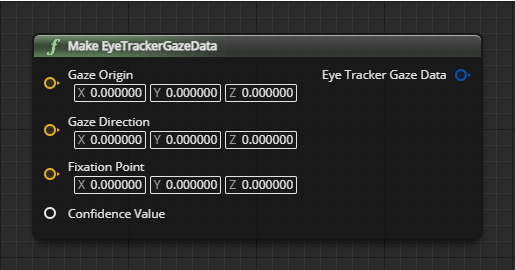 f Make EyeTrackerGazeData
Gaze Origin Eye Tracker Gaze Data
X 0.000000 Y 0.000000 Z 0.000000
Gaze Direction
X 0.000000 Y 0.000000 Z 0.000000
Fixation Point
X 0.000000 Y 0.000000 Z 0.000000
Confidence Value